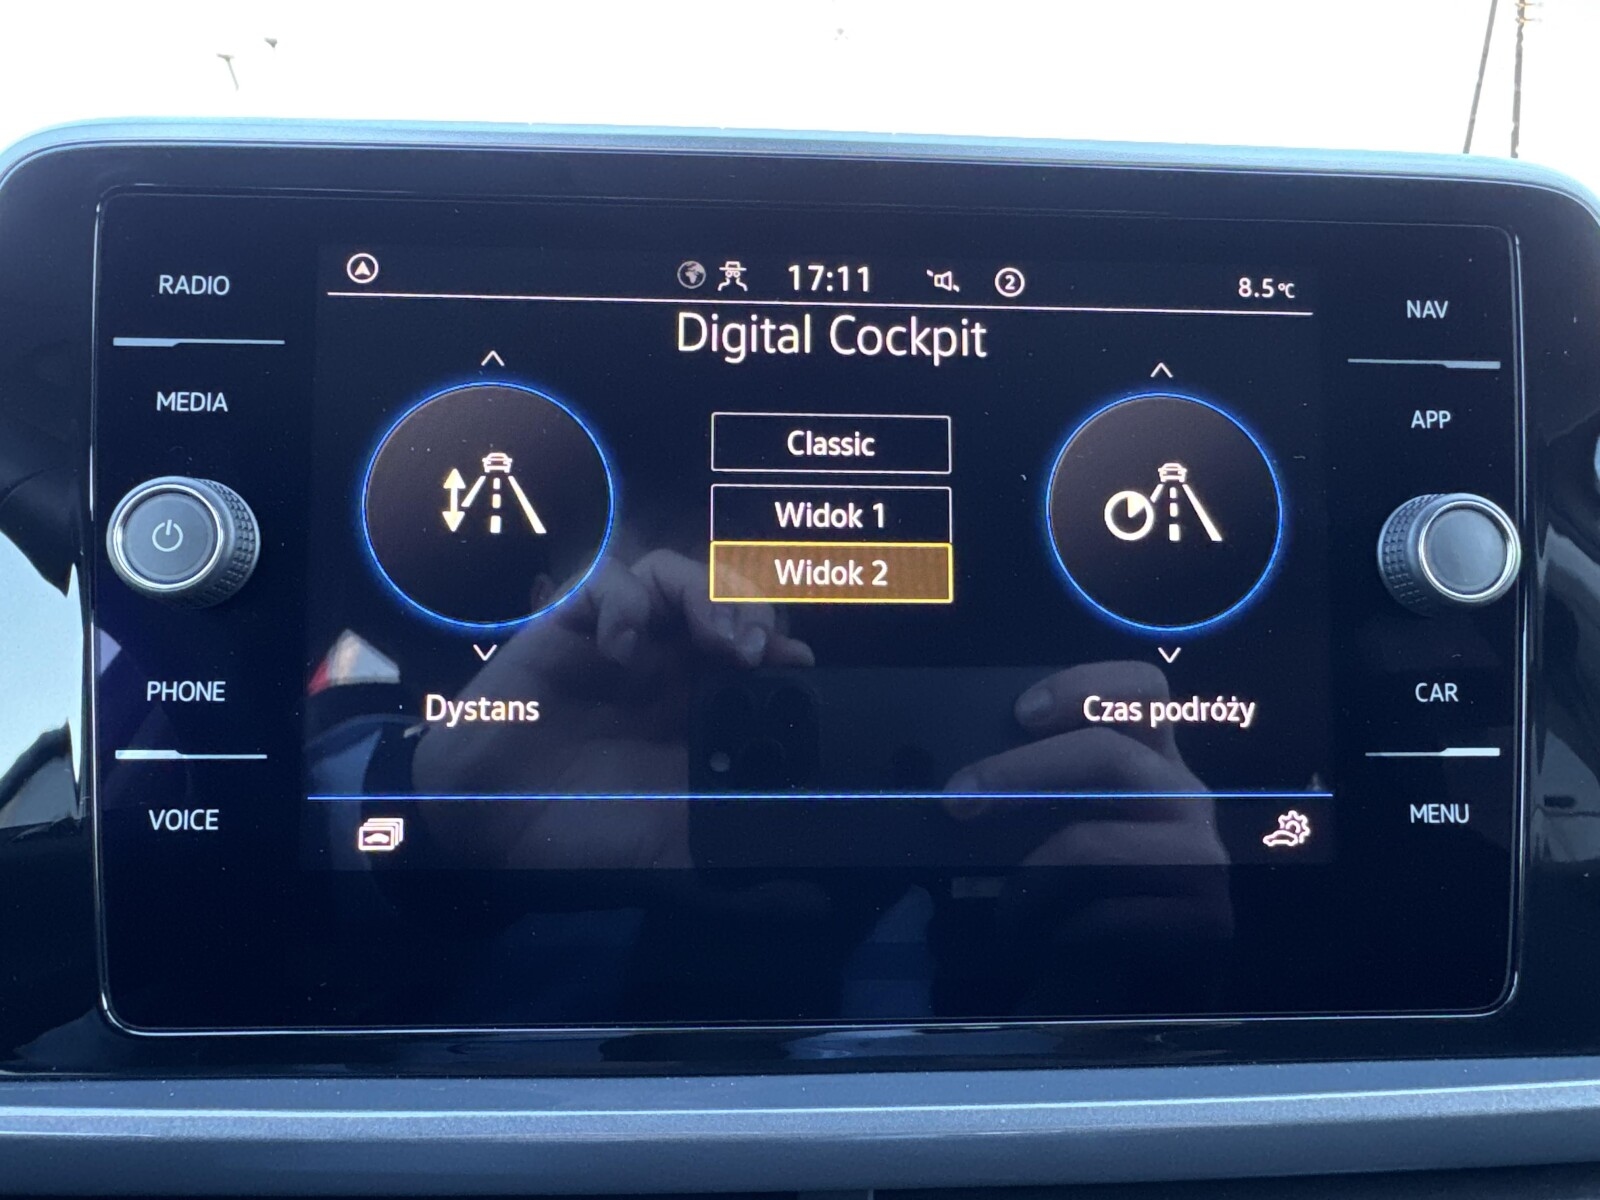 RADIO
MEDIA
PHONE
VOICE
17:11
2
8.5°C
Digital Cockpit
Classic
Widok 1
Widok 2
Dystans
Czas podróży
NAV
APP
CAR
MENU